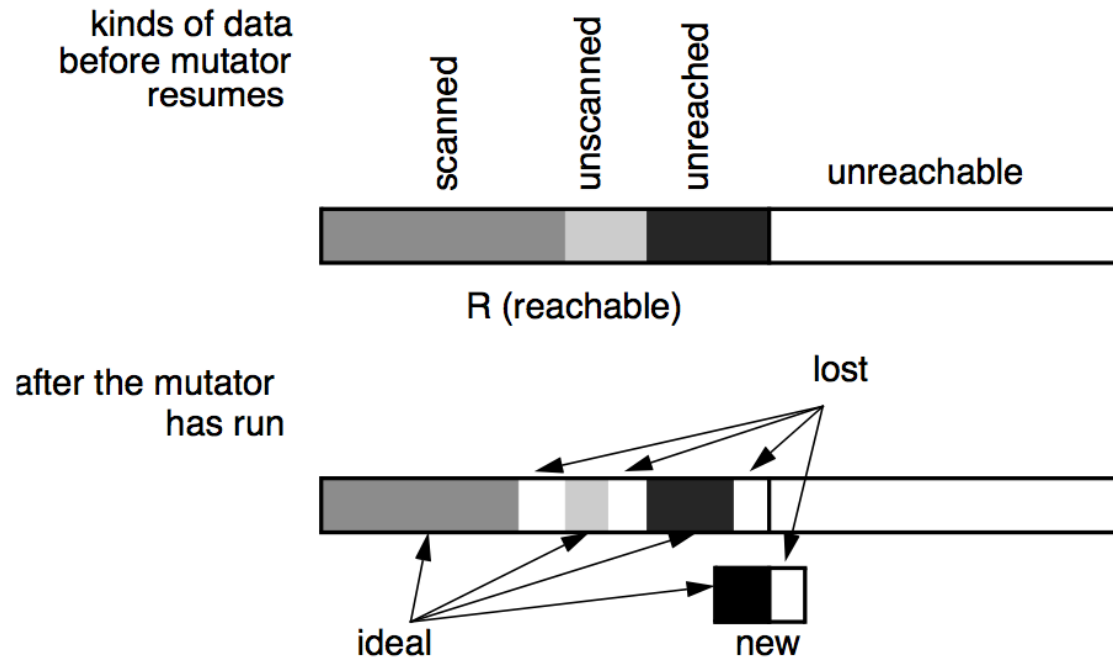 kinds of data
before mutator
resumes
scanned
unscanned
unreached
unreachable
R (reachable)
after the mutator
has run
lost
ideal
new